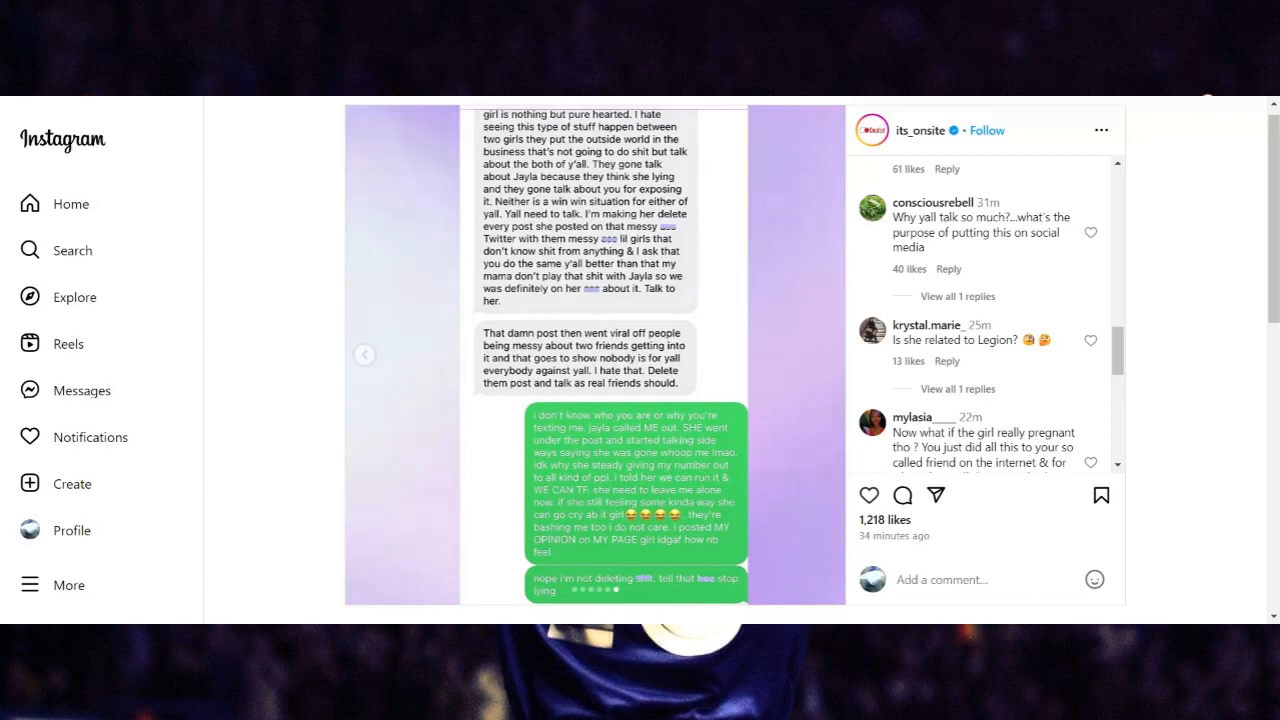 Instagram
Home
Search
Explore
Reels
Messages
Notifications
Create
Profile
More
girl is nothing but pure hearted. I hate
seeing this type of stuff happen between
two girls they put the outside world in the
business that's not going to do shit but talk
about the both of y'all. They gone talk
about Jayla because they think she lying
and they gone talk about you for exposing
it. Neither is a win win situation for either of
yall. Yall need to talk. I'm making her delete
every post she posted on that messy
Twitter with them messy lil girls that
don't know shit from anything & I ask that
you do the same y'all better than that my
mama don't play that shit with Jayla so we
was definitely on her about it. Talk to
her.
That damn post then went viral off people
being messy about two friends getting into
it and that goes to show nobody is for yall
everybody against yall. I hate that. Delete
them post and talk as real friends should.
i don't know who you are or why you're
texting me. jayla called ME out. SHE went
under the post and started talking side
ways saying she was gone whoop me lmao.
idk why she steady giving my number out
to all kind of ppl. i told her we can run it &
WE CAN TF. she need to leave me alone
now. if she still feeling some kinda way she
can go cry ab it girl😂😂😂😂. they're
bashing me too i do not care. i posted MY
OPINION on MY PAGE girl idgaf how nb
feel.
nope i'm not deleting . tell that stop
lying
its_onsite • Follow
61 likes Reply
consciousrebell 31m
Why yall talk so much?...what's the
purpose of putting this on social
media
40 likes Reply
View all 1 replies
krystal.marie_ 25m
Is she related to Legion? 🧐 🤔
13 likes Reply
View all 1 replies
mylasia____ 22m
Now what if the girl really pregnant
tho ? You just did all this to your so
called friend on the internet & for
1,218 likes
34 minutes ago
Add a comment...